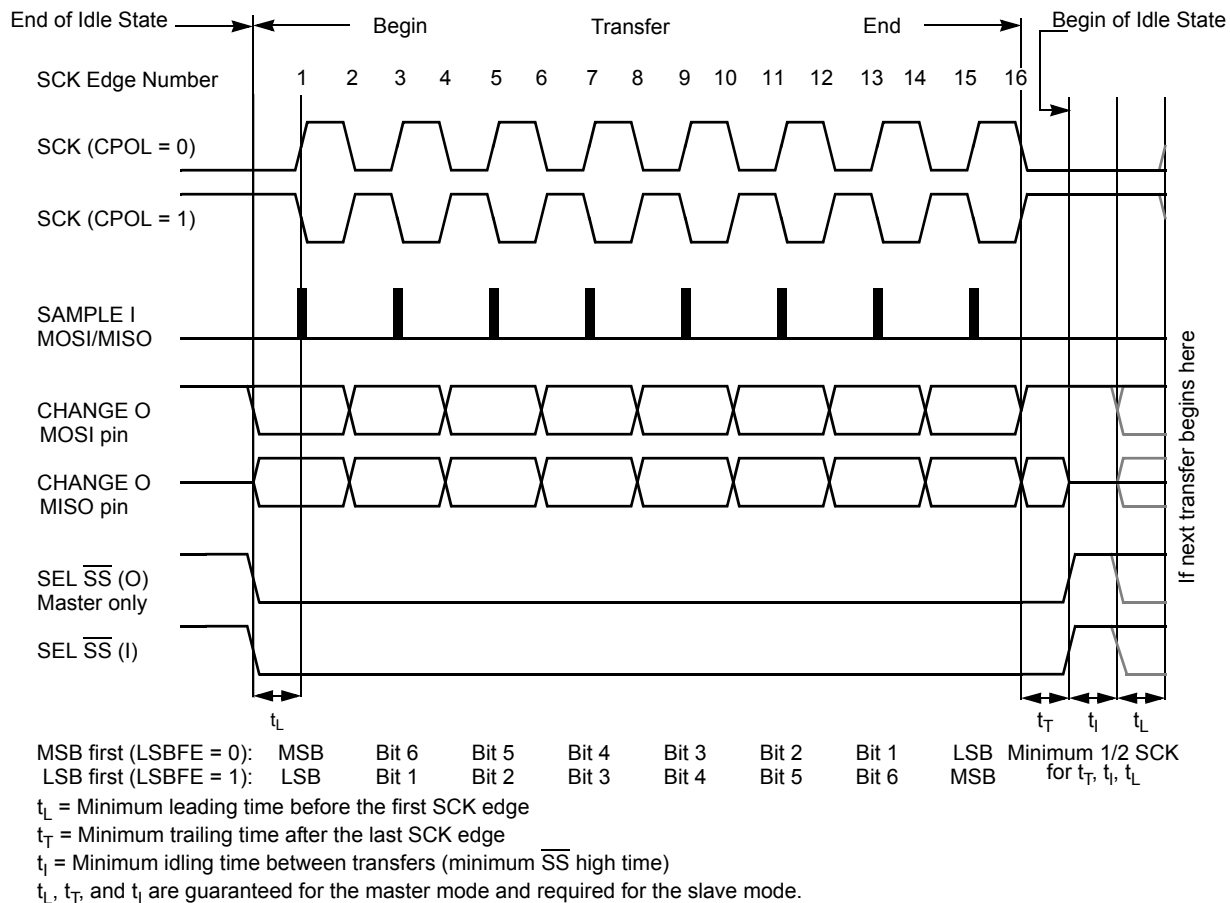 End of Idle State
Begin
Transfer
End
Begin of Idle State
SCK Edge Number
1 2 3 4 5 6 7 8 9 10 11 12 13 14 15 16
SCK (CPOL = 0)
SCK (CPOL = 1)
SAMPLE I
MOSI/MISO
CHANGE O
MOSI pin
CHANGE O
MISO pin
SEL S̅S̅ (O)
Master only
SEL S̅S̅ (I)
If next transfer begins here
tL
tT tI tL
MSB first (LSBFE = 0): MSB Bit 6 Bit 5 Bit 4 Bit 3 Bit 2 Bit 1 LSB Minimum 1/2 SCK
LSB first (LSBFE = 1): LSB Bit 1 Bit 2 Bit 3 Bit 4 Bit 5 Bit 6 MSB for tT, tI, tL
tL = Minimum leading time before the first SCK edge
tT = Minimum trailing time after the last SCK edge
tI = Minimum idling time between transfers (minimum S̅S̅ high time)
tL, tT, and tI are guaranteed for the master mode and required for the slave mode.